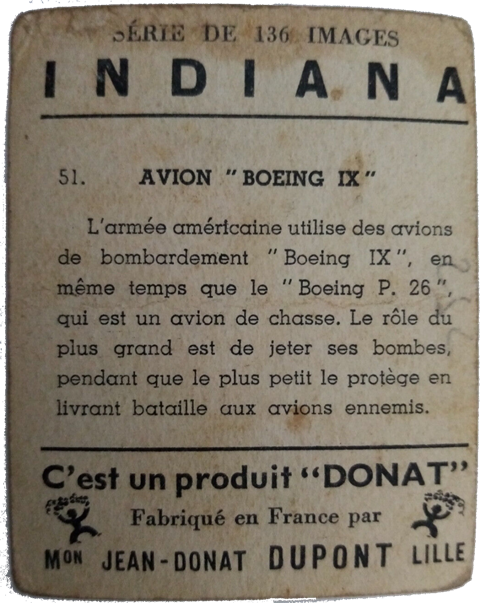 SÉRIE DE 136 IMAGES
INDIANA
51. AVION "BOEING IX"
L'armée américaine utilise des avions
de bombardement "Boeing IX", en
même temps que le "Boeing P. 26",
qui est un avion de chasse. Le rôle du
plus grand est de jeter ses bombes,
pendant que le plus petit le protège en
livrant bataille aux avions ennemis.
C'est un produit "DONAT"
Fabriqué en France par
Mon JEAN-DONAT DUPONT LILLE